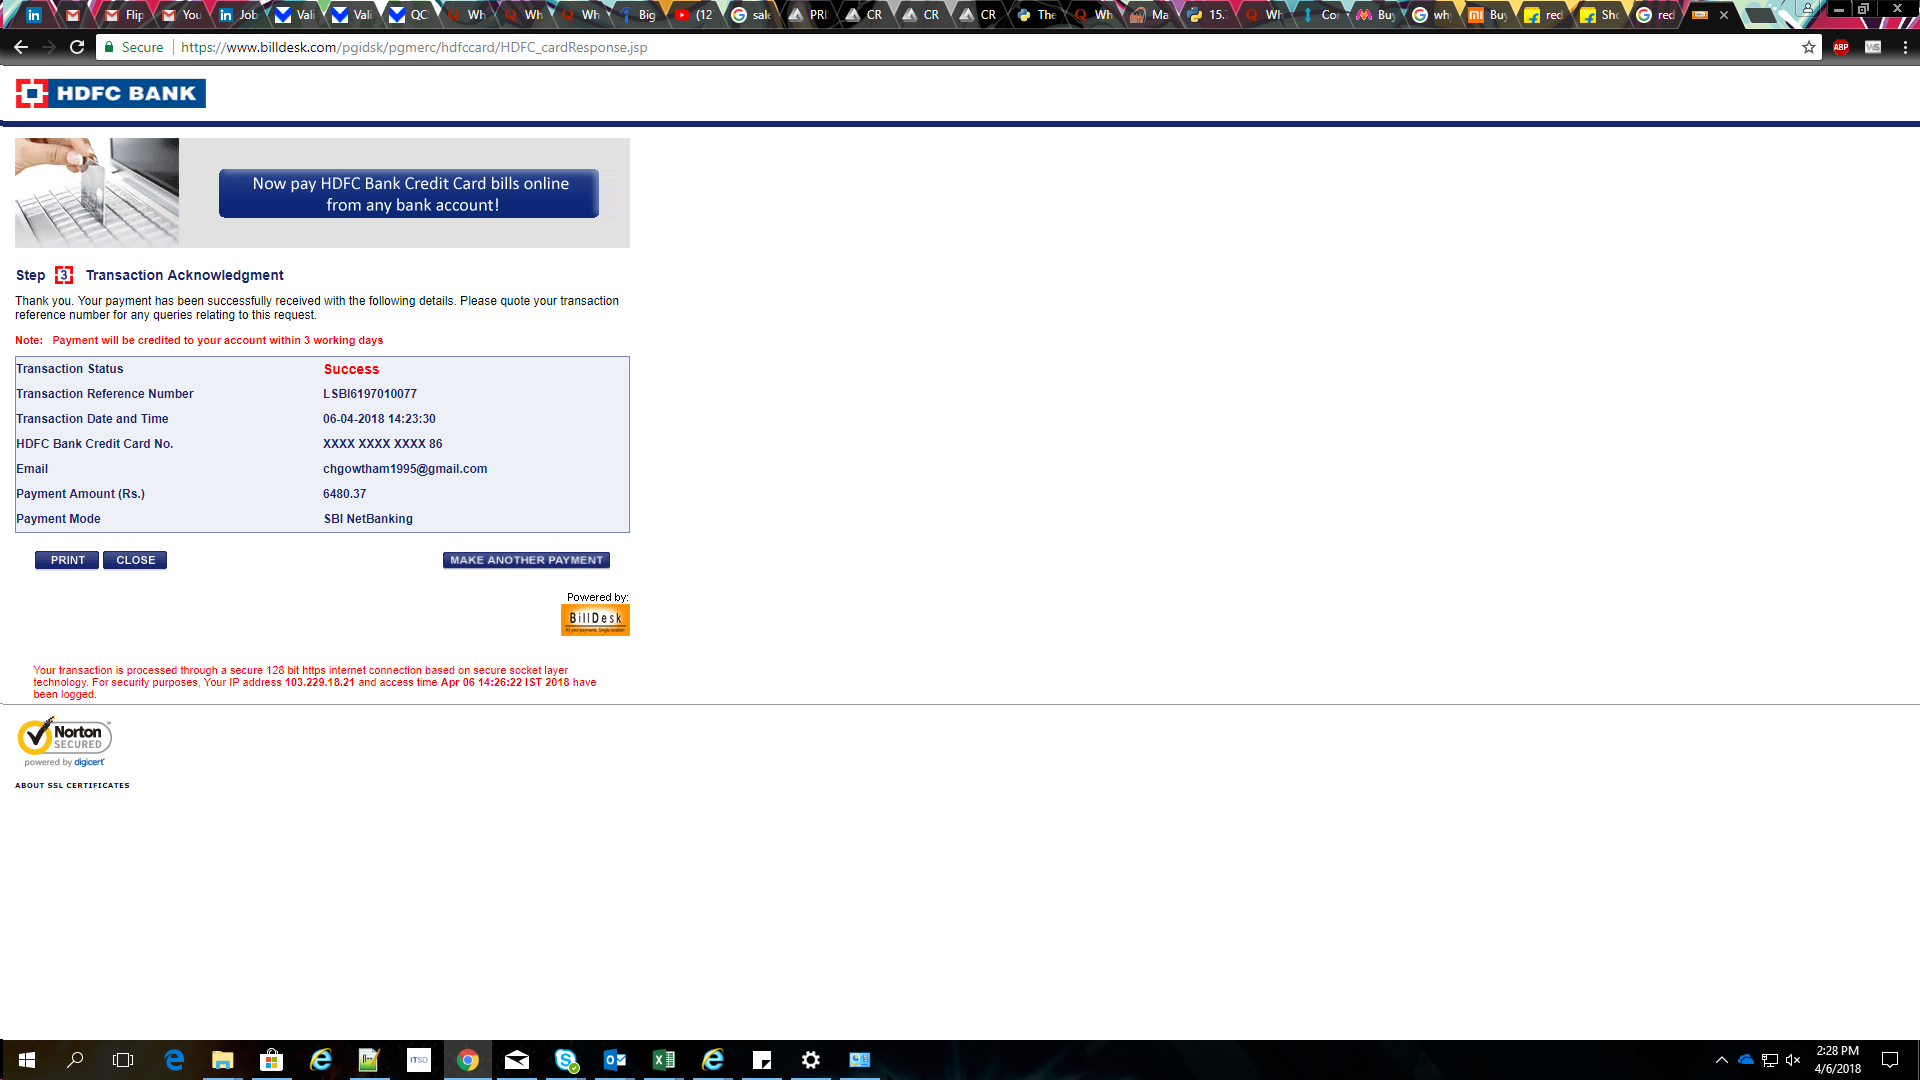 Flip
You
Job
Vali
Vali
QC
Wh
Wh
Wh
Big
(12
sale
PRI
CR
CR
CR
The
Wh
Ma
15.
Wh
Cor
Buy
why
Buy
red
Sho
red
Secure
https://www.billdesk.com/pgidsk/pgmerc/hdfccard/HDFC_cardResponse.jsp
ABP
HDFC BANK
Now pay HDFC Bank Credit Card bills online
from any bank account!
Step 3 Transaction Acknowledgment
Thank you. Your payment has been successfully received with the following details. Please quote your transaction
reference number for any queries relating to this request.
Note: Payment will be credited to your account within 3 working days
Transaction Status Success
Transaction Reference Number LSBI6197010077
Transaction Date and Time 06-04-2018 14:23:30
HDFC Bank Credit Card No. XXXX XXXX XXXX 86
Email chgowtham1995@gmail.com
Payment Amount (Rs.) 6480.37
Payment Mode SBI NetBanking
PRINT CLOSE MAKE ANOTHER PAYMENT
Powered by:
BillDesk
All your payments. Single location.
Your transaction is processed through a secure 128 bit https internet connection based on secure socket layer
technology. For security purposes, Your IP address 103.229.18.21 and access time Apr 06 14:26:22 IST 2018 have
been logged.
Norton
SECURED
powered by digicert
ABOUT SSL CERTIFICATES
ITSD
2:28 PM
4/6/2018